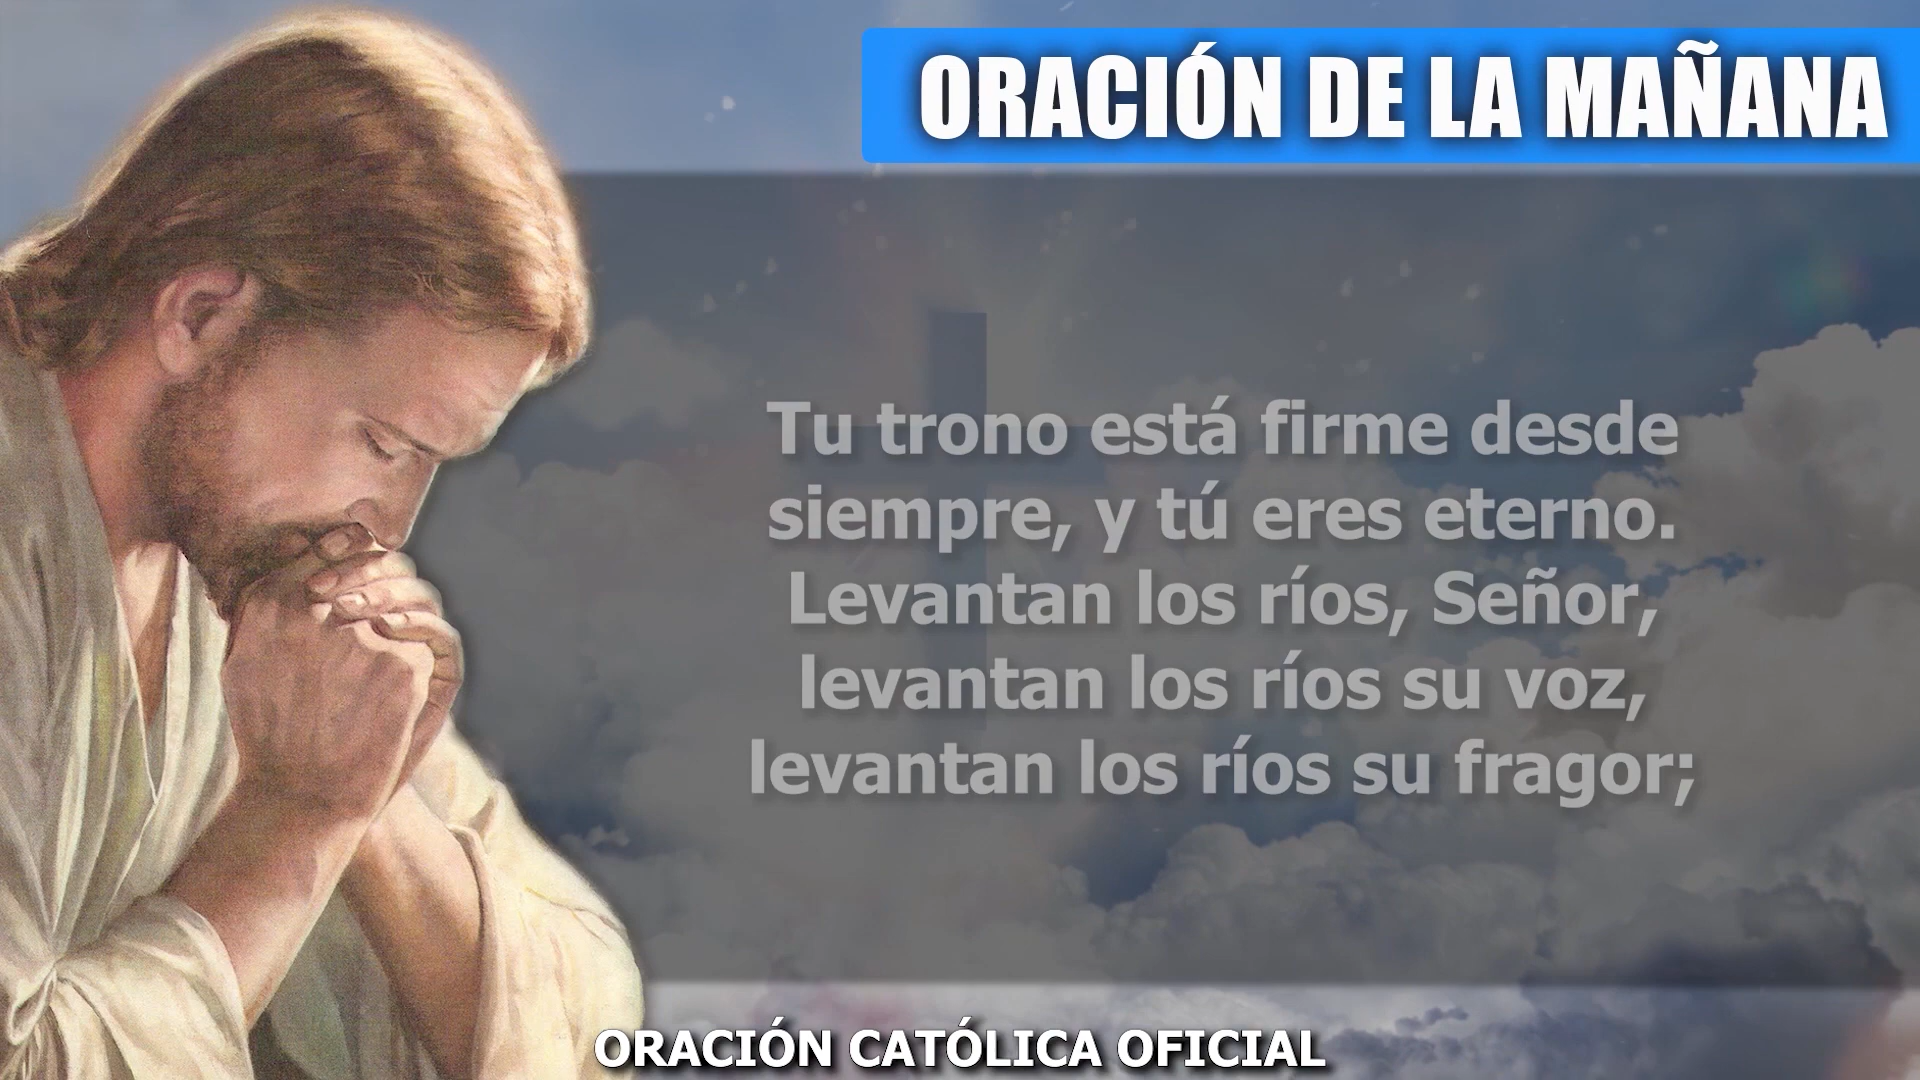 ORACIÓN DE LA MAÑANA
Tu trono está firme desde
siempre, y tú eres eterno.
Levantan los ríos, Señor,
levantan los ríos su voz,
levantan los ríos su fragor;
ORACIÓN CATÓLICA OFICIAL